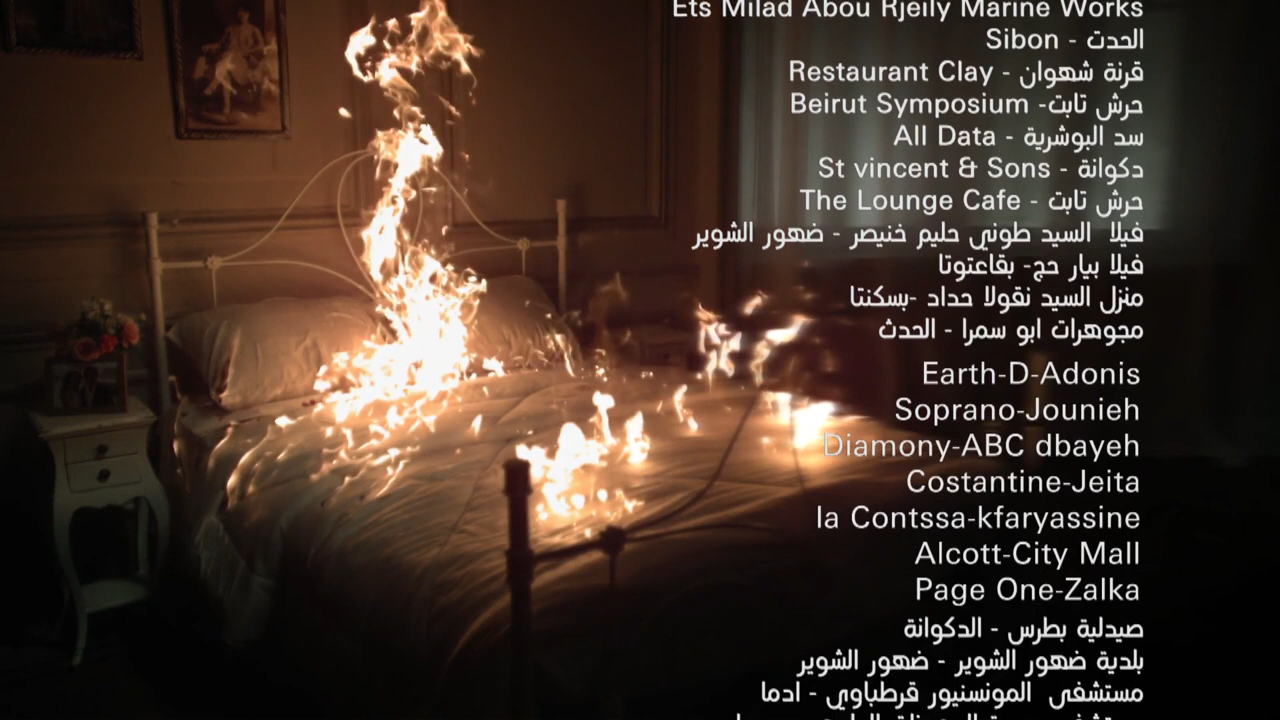 Ets Milad Abou Rjeily Marine Works
Sibon - الحدت
Restaurant Clay - قرنة شهوان
Beirut Symposium -حرش تابت
All Data - سد البوشرية
St vincent & Sons - دكوانة
The Lounge Cafe - حرش تابت
فيلا السيد طوني حليم خنيصر - ضهور الشوير
فيلا بيار حج- بقاعتوتا
منزل السيد نقولا حداد -بسكنتا
مجوهرات ابو سمرا - الحدث
Earth-D-Adonis
Soprano-Jounieh
Diamony-ABC dbayeh
Costantine-Jeita
la Contssa-kfaryassine
Alcott-City Mall
Page One-Zalka
صيدلية بطرس - الدكوانة
بلدية ضهور الشوير - ضهور الشوير
مستشفى المونسنيور قرطباوي - ادما